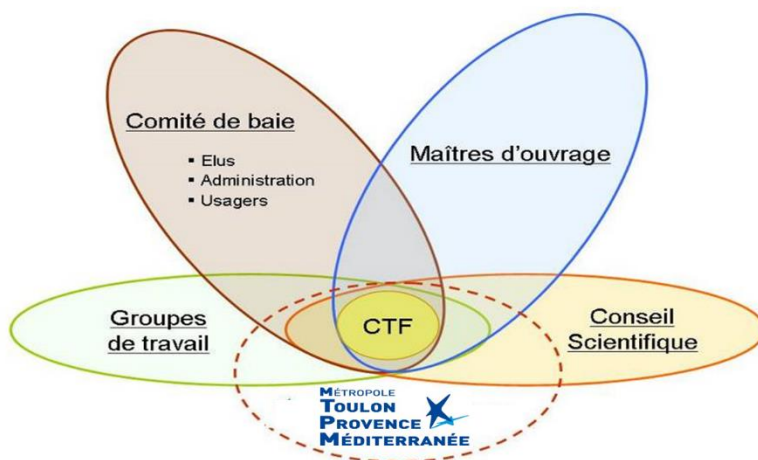 Comité de baie
▪ Elus
▪ Administration
▪ Usagers
Maîtres d'ouvrage
Groupes
de travail
CTF
Conseil
Scientifique
MÉTROPOLE
TOULON
PROVENCE
MÉDITERRANÉE